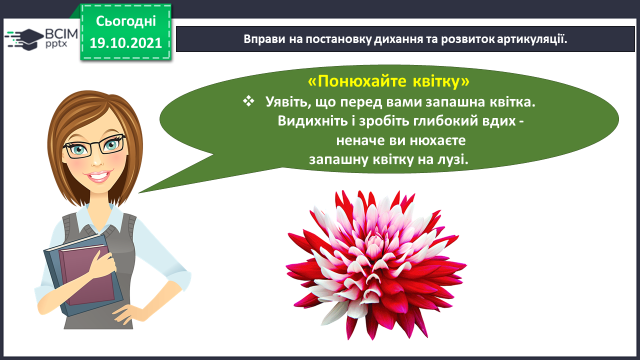 BCIM
pptx
Сьогодні
19.10.2021
Вправи на постановку дихання та розвиток артикуляції.
«Понюхайте квітку»
❖ Уявіть, що перед вами запашна квітка.
Видихніть і зробіть глибокий вдих -
неначе ви нюхаєте
запашну квітку на лузі.